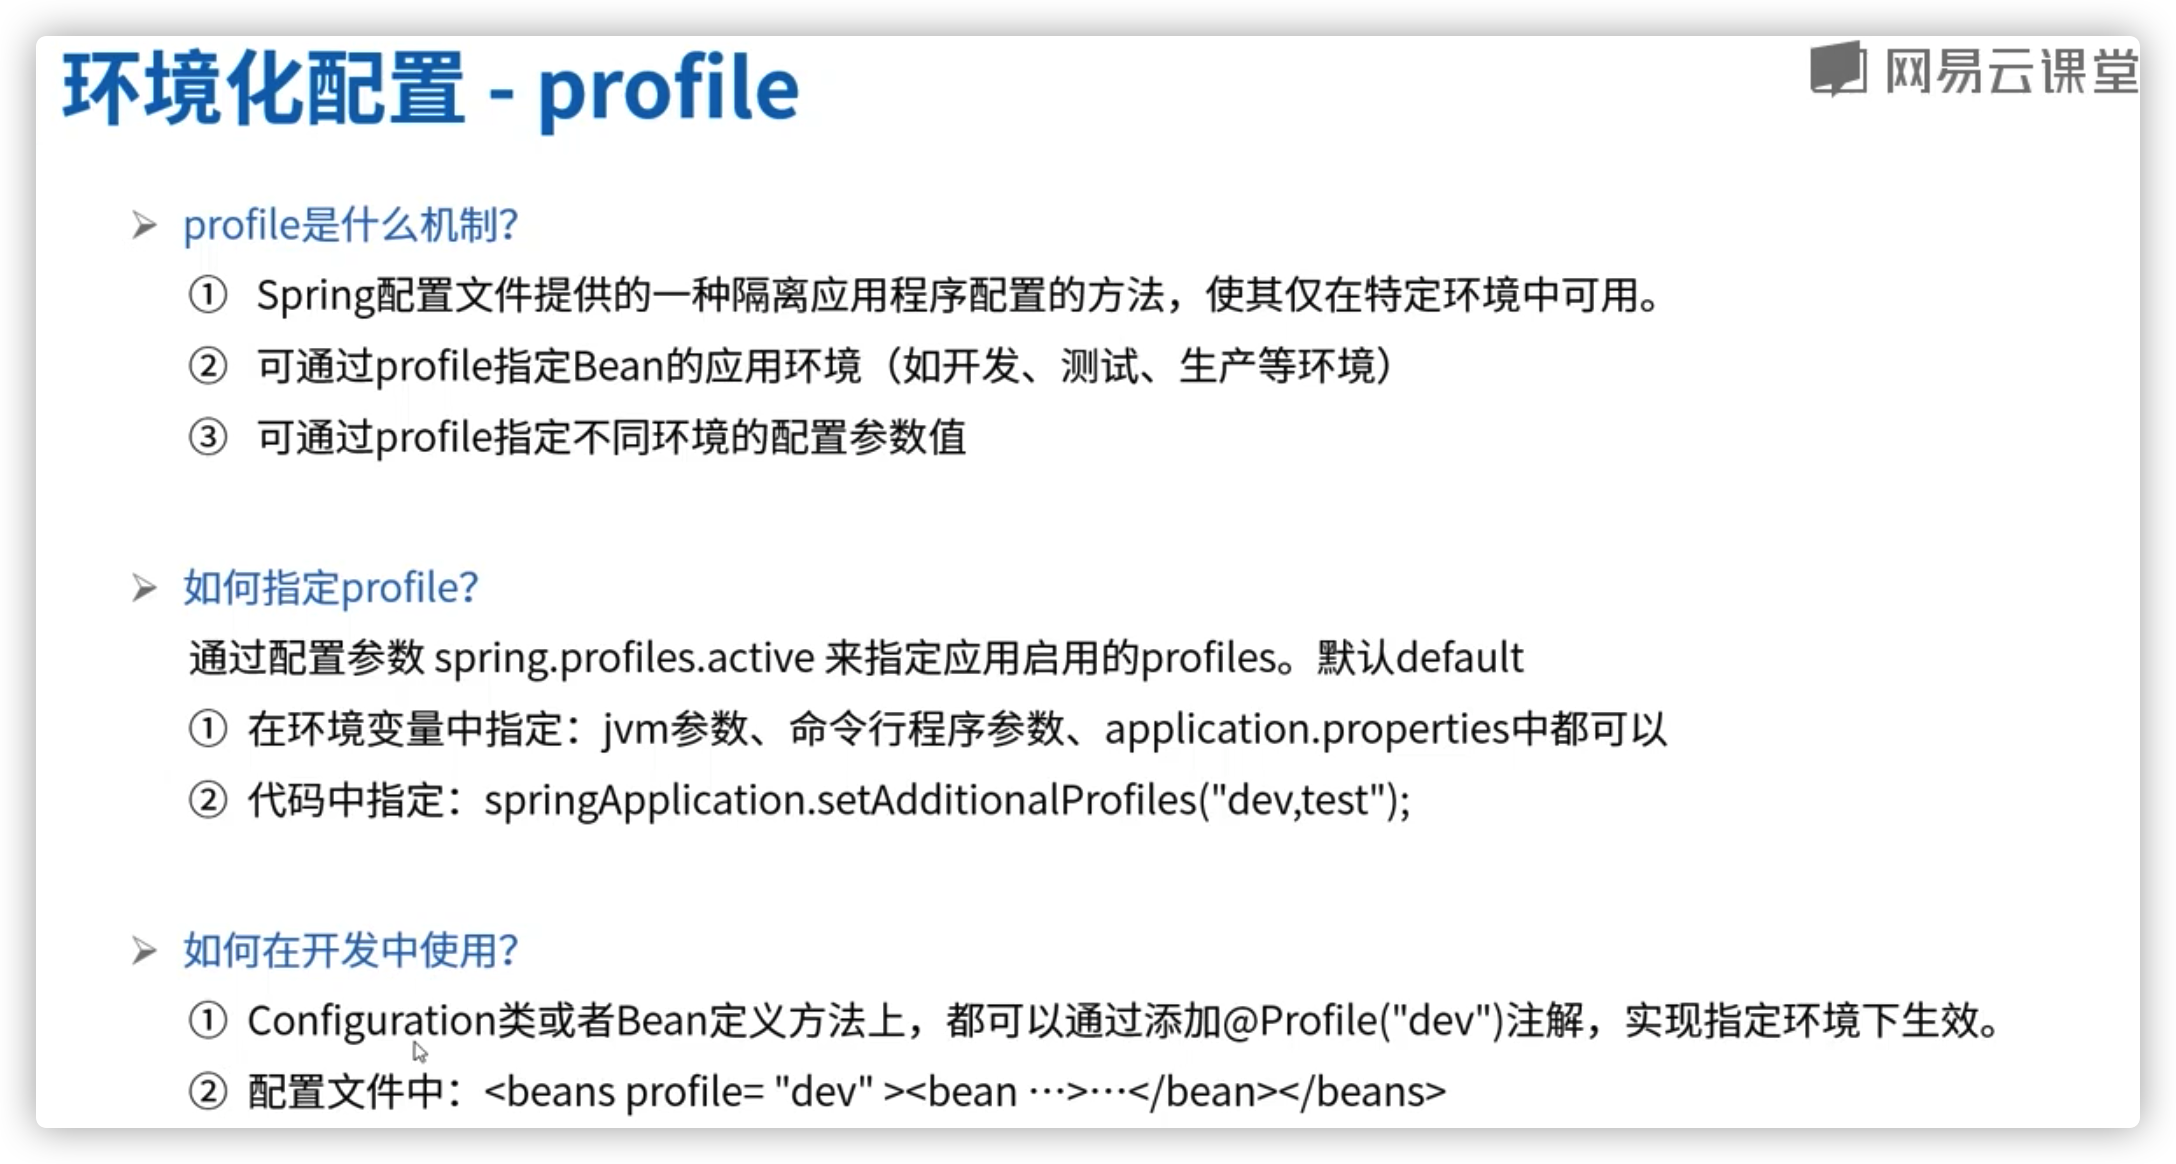 环境化配置 - profile
网易云课堂
➢ profile是什么机制?
① Spring配置文件提供的一种隔离应用程序配置的方法，使其仅在特定环境中可用。
② 可通过profile指定Bean的应用环境（如开发、测试、生产等环境）
③ 可通过profile指定不同环境的配置参数值
➢ 如何指定profile?
通过配置参数 spring.profiles.active 来指定应用启用的profiles。默认default
① 在环境变量中指定：jvm参数、命令行程序参数、application.properties中都可以
② 代码中指定：springApplication.setAdditionalProfiles("dev,test");
➢ 如何在开发中使用?
① Configuration类或者Bean定义方法上，都可以通过添加@Profile("dev")注解，实现指定环境下生效。
② 配置文件中：<beans profile= "dev" ><bean ···>···</bean></beans>